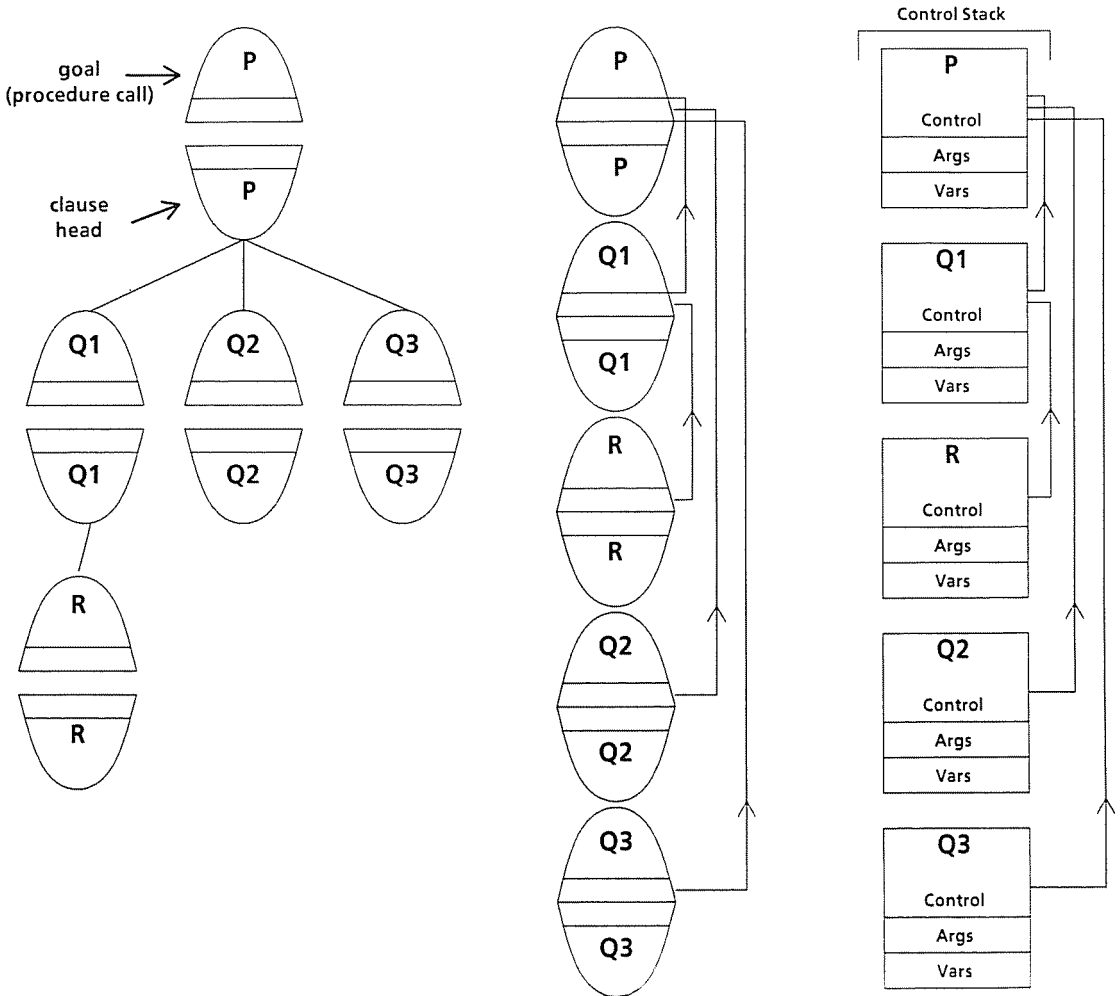 goal
(procedure call)
P
P
clause
head
Q1
Q2
Q3
Q1
Q2
Q3
R
R
P
P
Q1
Q1
R
R
Q2
Q2
Q3
Q3
Control Stack
P
Control
Args
Vars
Q1
Control
Args
Vars
R
Control
Args
Vars
Q2
Control
Args
Vars
Q3
Control
Args
Vars